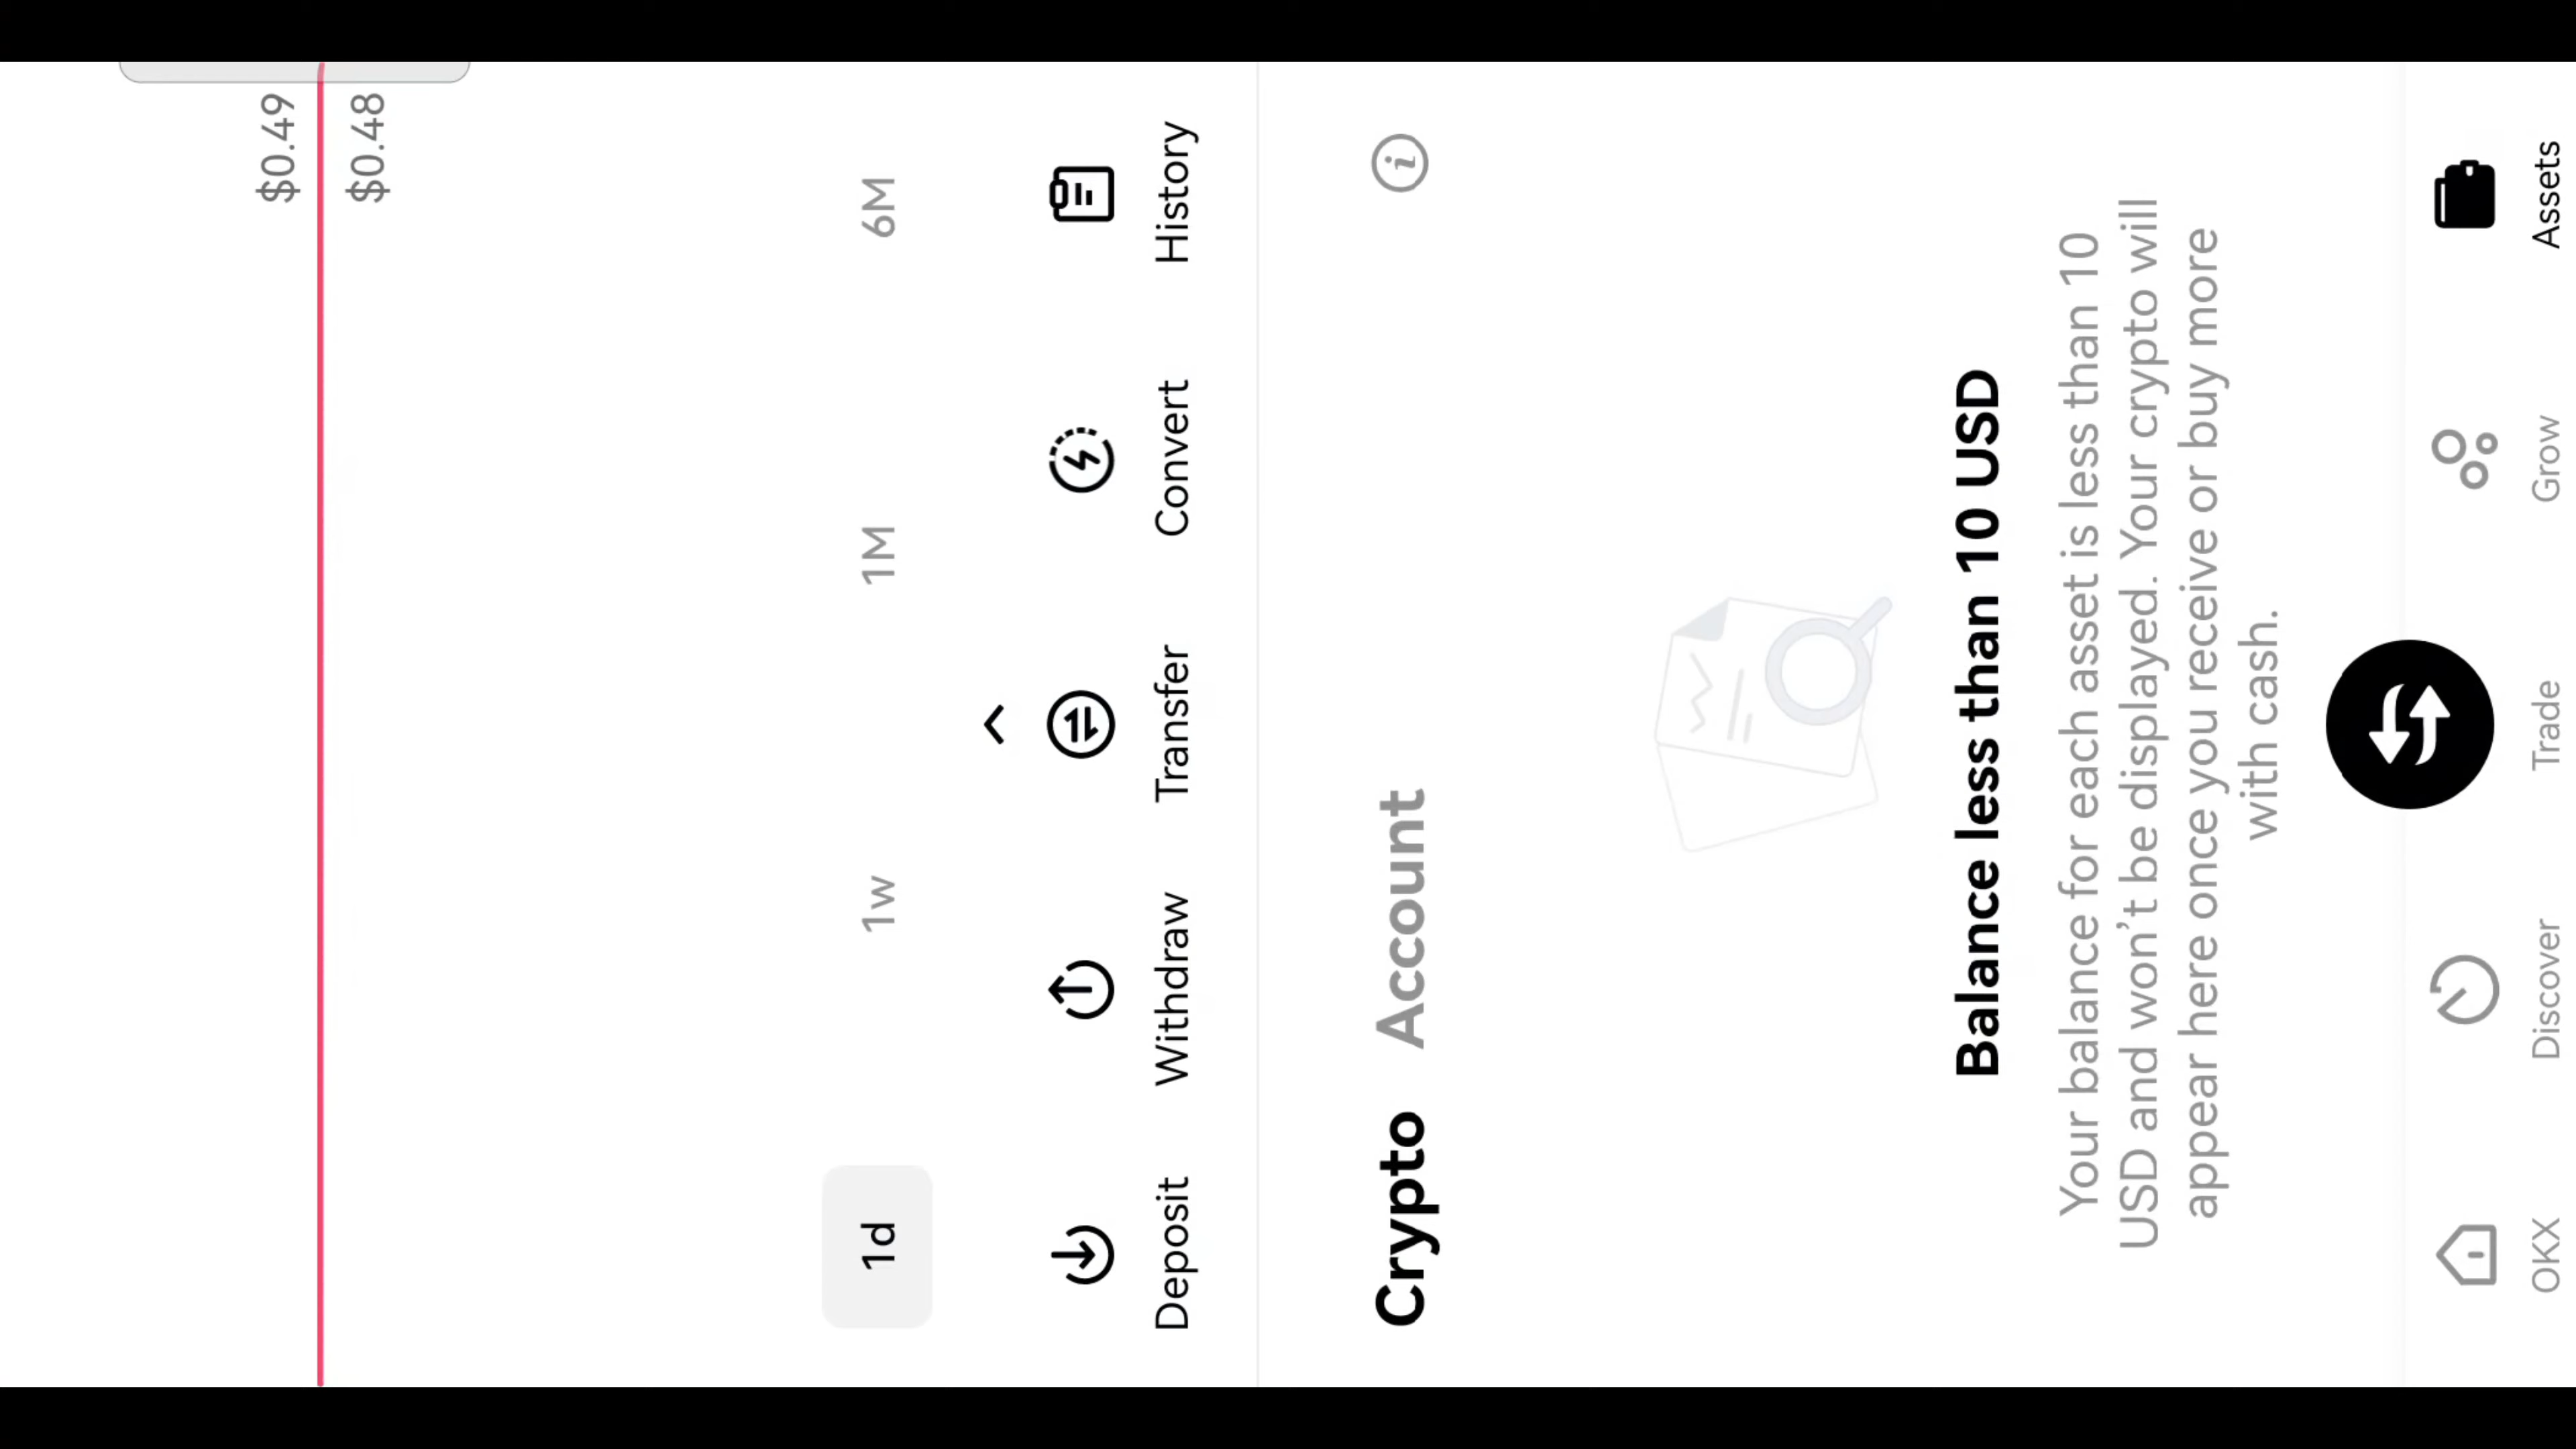 $0.49
$0.48
1d 1w 1M 6M
Deposit Withdraw Transfer Convert History
Crypto Account
Balance less than 10 USD
Your balance for each asset is less than 10
USD and won't be displayed. Your crypto will
appear here once you receive or buy more
with cash.
OKX Discover Trade Grow Assets